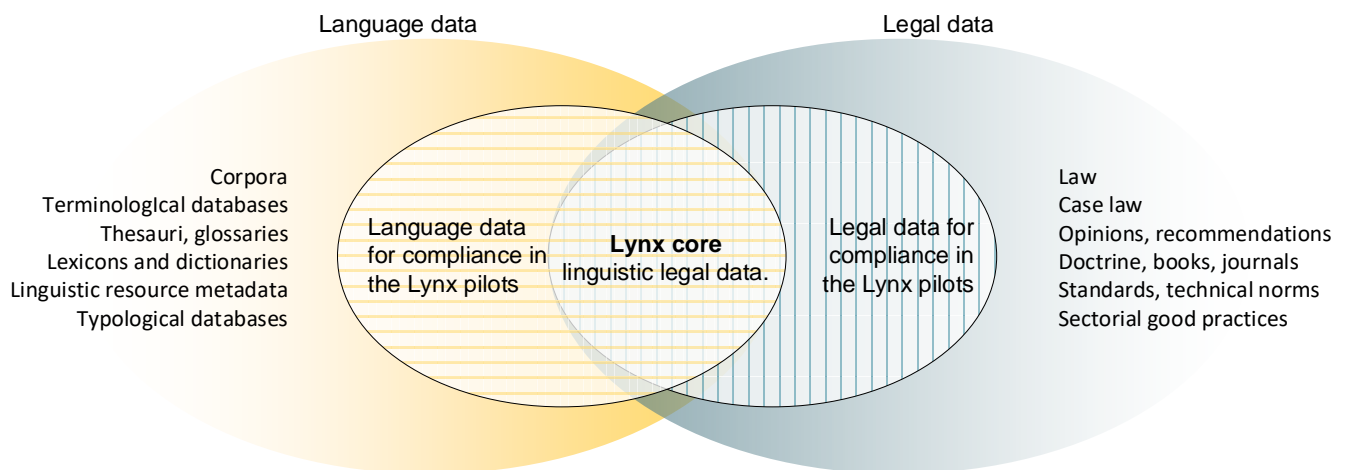 Language data
Legal data
Corpora
TerminologIcal databases
Thesauri, glossaries
Lexicons and dictionaries
Linguistic resource metadata
Typological databases
Language data
for compliance in
the Lynx pilots
Lynx core
linguistic legal data.
Legal data for
compliance in
the Lynx pilots
Law
Case law
Opinions, recommendations
Doctrine, books, journals
Standards, technical norms
Sectorial good practices